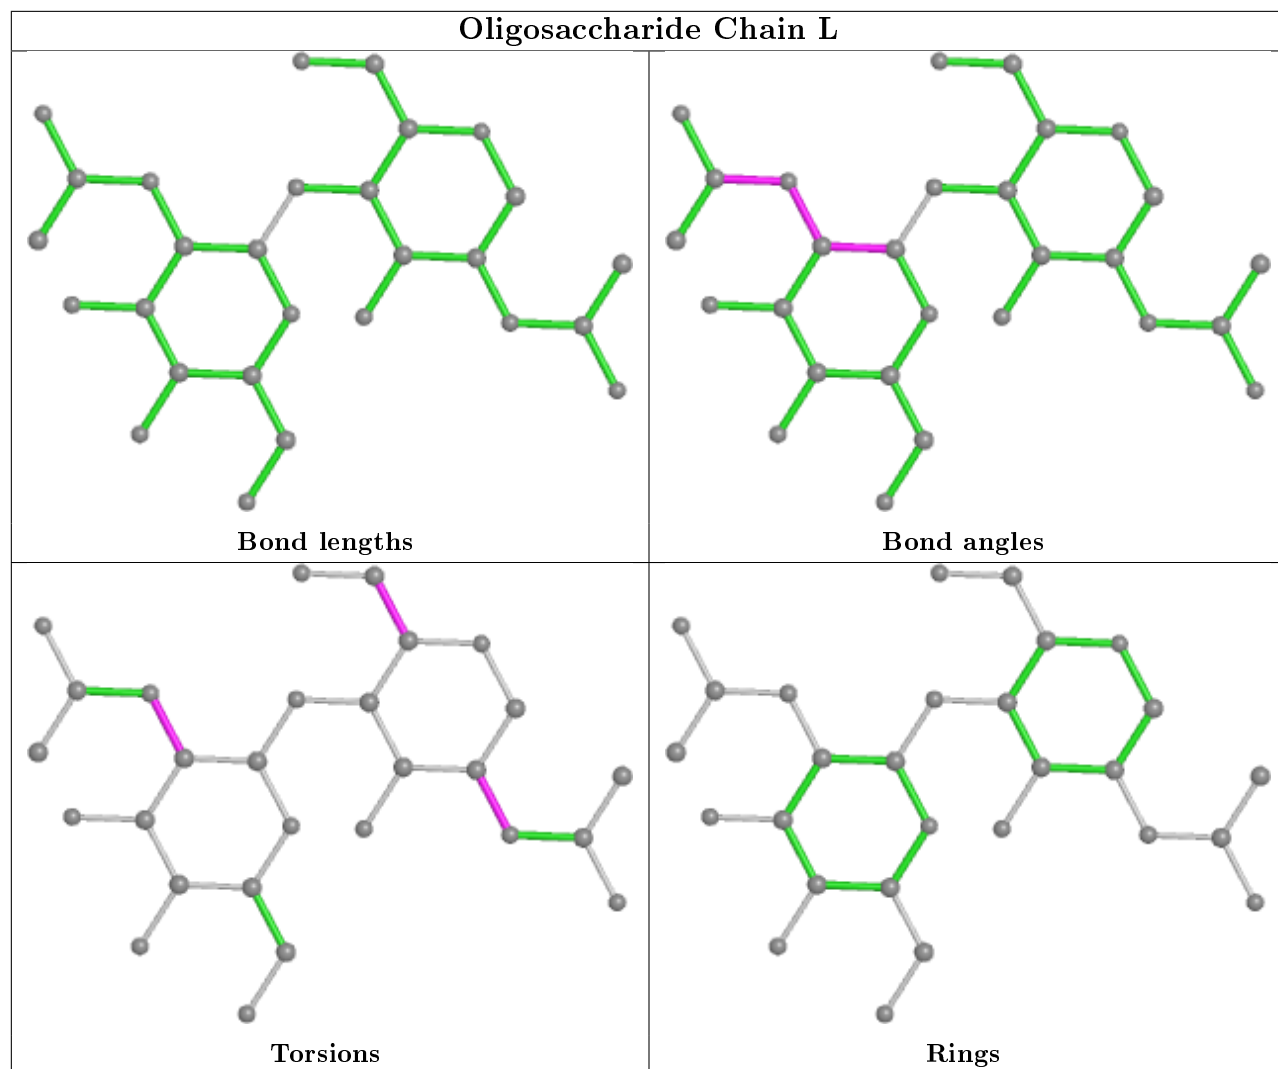 Oligosaccharide Chain L
Bond lengths
Bond angles
Torsions
Rings